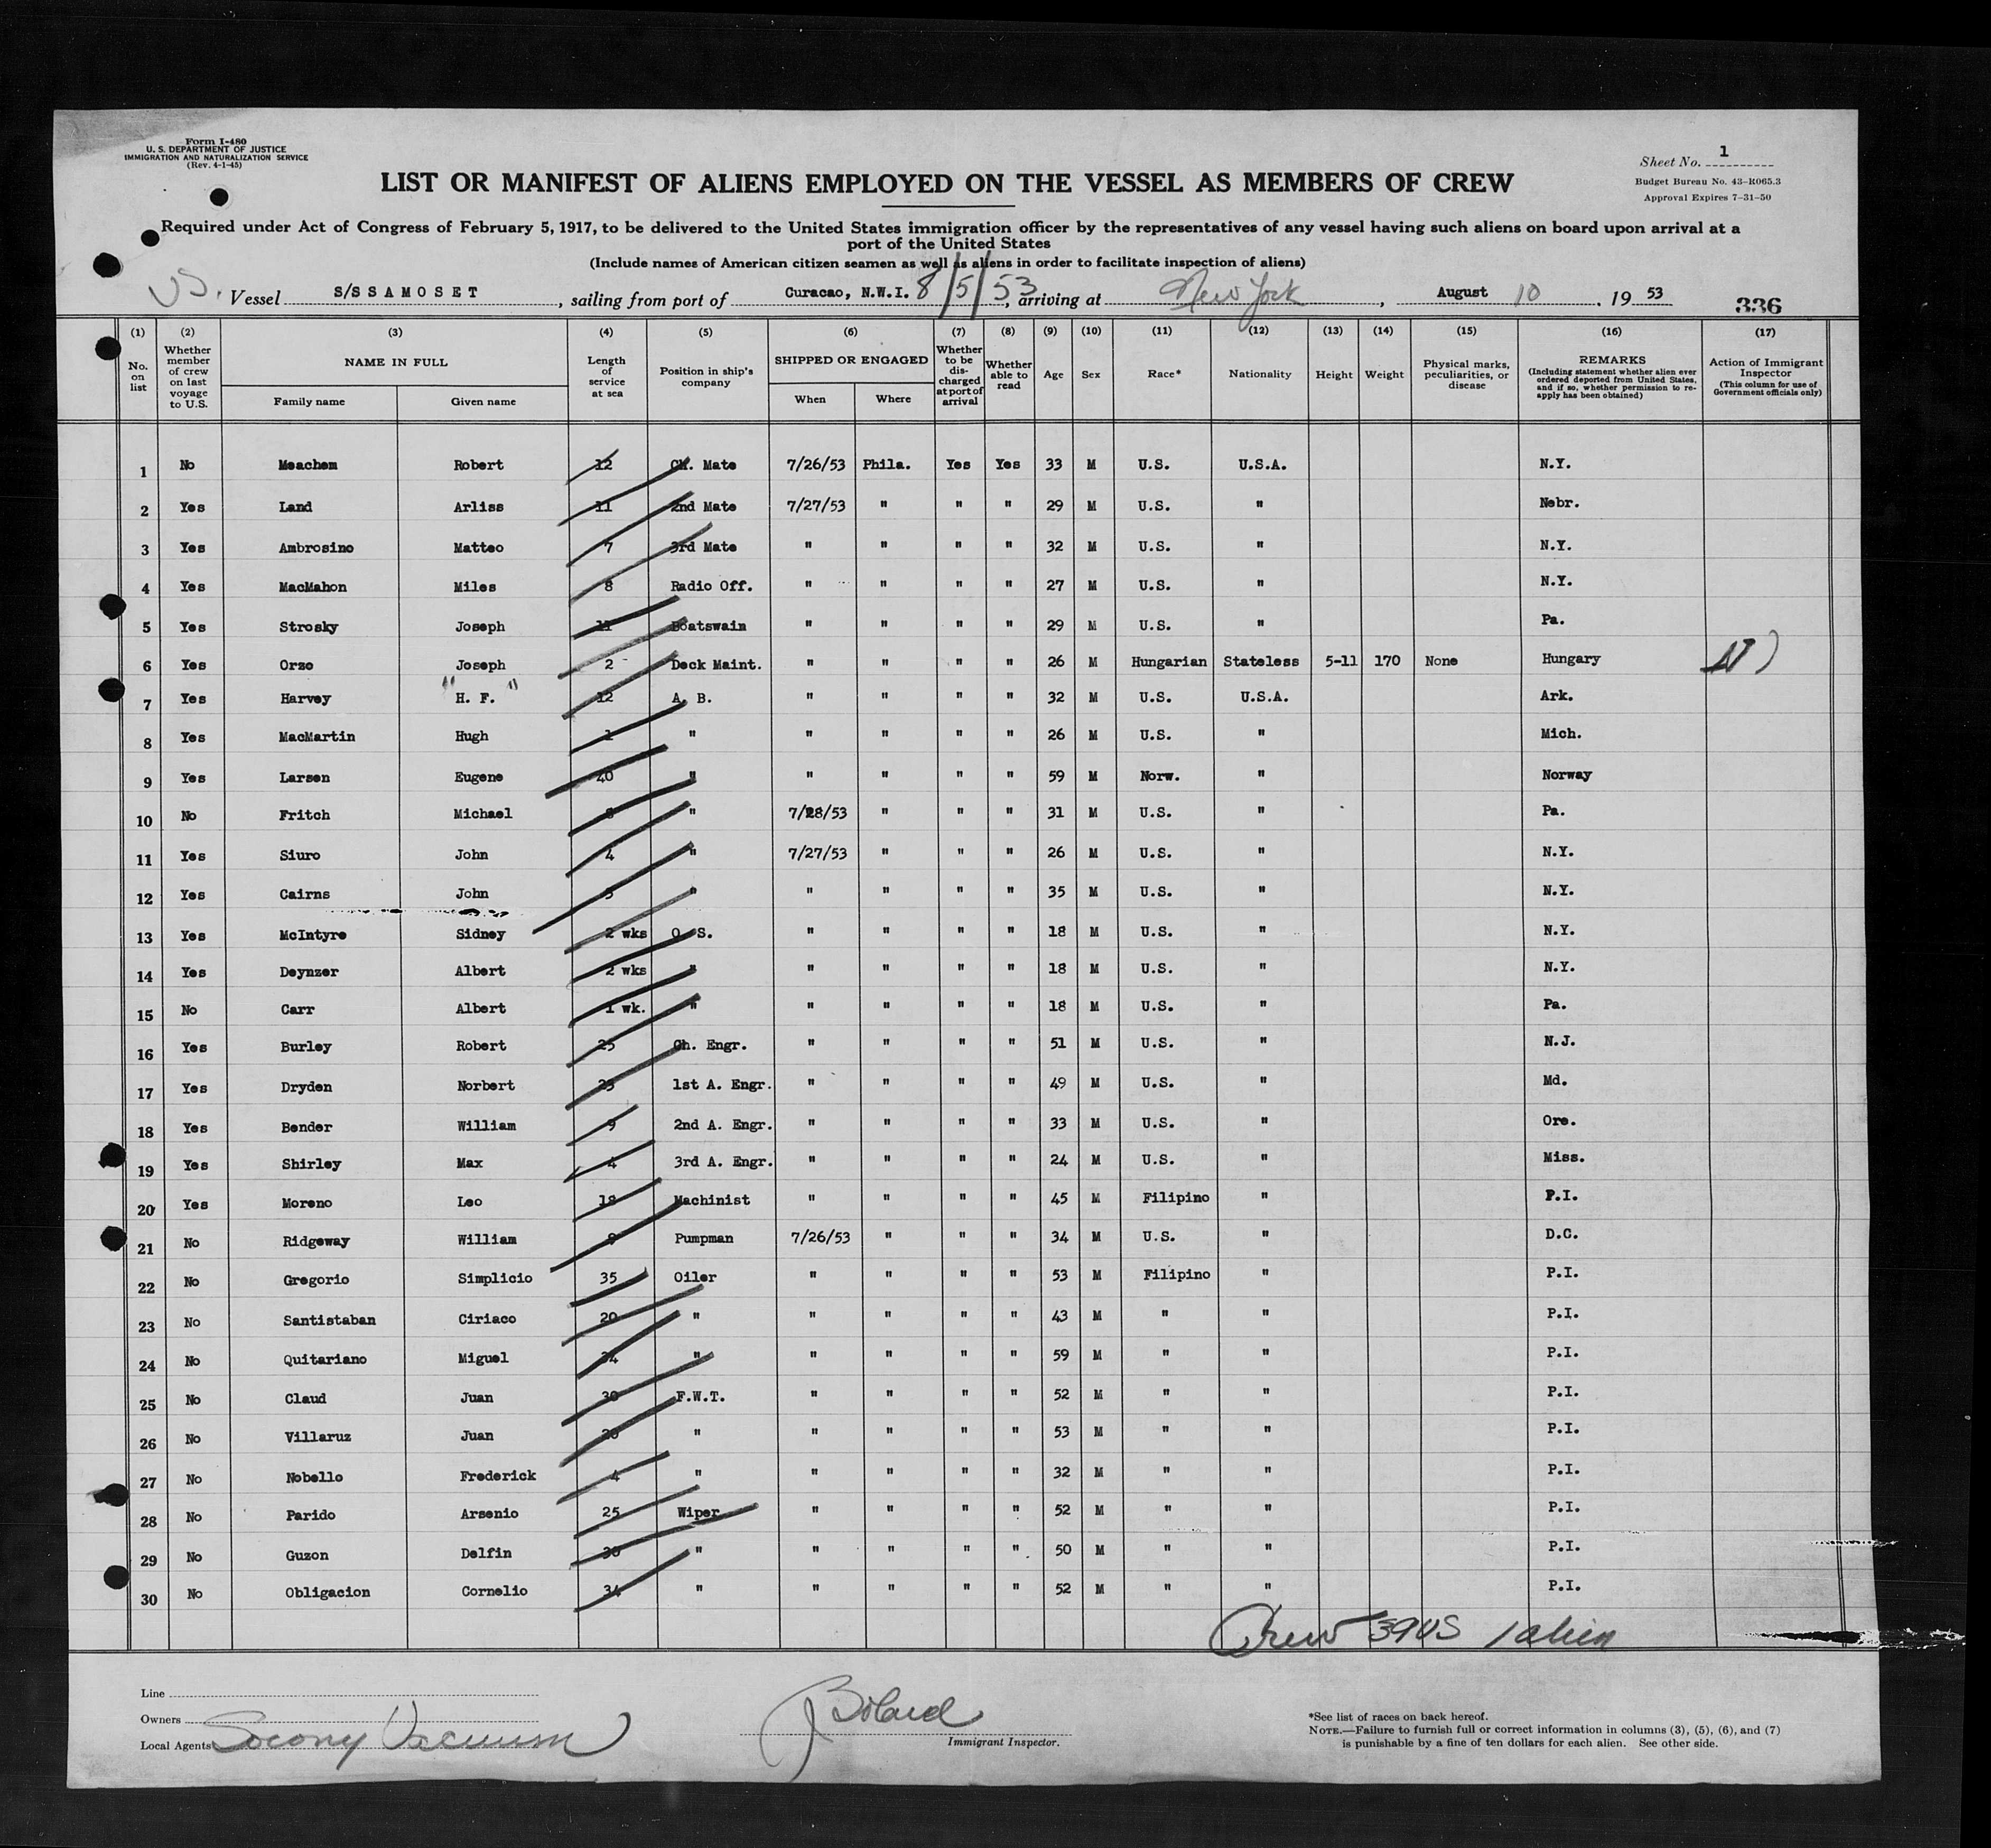 Form I-480
U. S. DEPARTMENT OF JUSTICE
IMMIGRATION AND NATURALIZATION SERVICE
(Rev. 4-1-45)
Sheet No. 1
Budget Bureau No. 43-R065.3
Approval Expires 7-31-50
LIST OR MANIFEST OF ALIENS EMPLOYED ON THE VESSEL AS MEMBERS OF CREW
Required under Act of Congress of February 5, 1917, to be delivered to the United States immigration officer by the representatives of any vessel having such aliens on board upon arrival at a
port of the United States
(Include names of American citizen seamen as well as aliens in order to facilitate inspection of aliens)
US. Vessel S/S SAMOSET, sailing from port of Curacao, N.W.I. 8/5/53, arriving at New York, August 10, 19 53
336
(1) (2) (3) (4) (5) (6) (7) (8) (9) (10) (11) (12) (13) (14) (15) (16) (17)
No. on list
Whether member of crew on last voyage to U.S.
NAME IN FULL
Family name Given name
Length of service at sea
Position in ship's company
SHIPPED OR ENGAGED
When Where
Whether to be discharged at port of arrival
Whether able to read
Age Sex Race* Nationality Height Weight
Physical marks, peculiarities, or disease
REMARKS
(Including statement whether alien ever ordered deported from United States, and if so, whether permission to re-apply has been obtained)
Action of Immigrant Inspector
(This column for use of Government officials only)
1 No Meachem Robert 12 Ch. Mate 7/26/53 Phila. Yes Yes 33 M U.S. U.S.A. N.Y.
2 Yes Land Arliss 11 2nd Mate 7/27/53 " " " 29 M U.S. " Nebr.
3 Yes Ambrosino Matteo 7 3rd Mate " " " " 32 M U.S. " N.Y.
4 Yes MacMahon Miles 8 Radio Off. " " " " 27 M U.S. " N.Y.
5 Yes Strosky Joseph 11 Boatswain " " " " 29 M U.S. " Pa.
6 Yes Orzo Joseph 2 Deck Maint. " " " " 26 M Hungarian Stateless 5-11 170 None Hungary
7 Yes Harvey "H. F." 12 A. B. " " " " 32 M U.S. U.S.A. Ark.
8 Yes MacMartin Hugh 1 " " " " " 26 M U.S. " Mich.
9 Yes Larsen Eugene 40 " " " " " 59 M Norw. " Norway
10 No Fritch Michael " 7/28/53 " " " 31 M U.S. " Pa.
11 Yes Siuro John 4 " 7/27/53 " " " 26 M U.S. " N.Y.
12 Yes Cairns John " " " " " 35 M U.S. " N.Y.
13 Yes McIntyre Sidney 2 wks O. S. " " " " 18 M U.S. " N.Y.
14 Yes Deynzer Albert 2 wks " " " " " 18 M U.S. " N.Y.
15 No Carr Albert 1 wk. " " " " " 18 M U.S. " Pa.
16 Yes Burley Robert 25 Ch. Engr. " " " " 51 M U.S. " N.J.
17 Yes Dryden Norbert 1st A. Engr. " " " " 49 M U.S. " Md.
18 Yes Bender William 9 2nd A. Engr. " " " " 33 M U.S. " Ore.
19 Yes Shirley Max 4 3rd A. Engr. " " " " 24 M U.S. " Miss.
20 Yes Moreno Leo 18 Machinist " " " " 45 M Filipino " P.I.
21 No Ridgeway William Pumpman 7/26/53 " " " 34 M U.S. " D.C.
22 No Gregorio Simplicio 35 Oiler " " " " 53 M Filipino " P.I.
23 No Santistaban Ciriaco 20 " " " " " 43 M " " P.I.
24 No Quitariano Miguel 34 " " " " " 59 M " " P.I.
25 No Claud Juan 30 F.W.T. " " " " 52 M " " P.I.
26 No Villaruz Juan " " " " " 53 M " " P.I.
27 No Nobello Frederick 4 " " " " " 32 M " " P.I.
28 No Parido Arsenio 25 Wiper " " " " 52 M " " P.I.
29 No Guzon Delfin 30 " " " " " 50 M " " P.I.
30 No Obligacion Cornelio 34 " " " " " 52 M " " P.I.
Crew 39 US 1 alien
Line
Owners
Local Agents Socony Vacuum
Immigrant Inspector.
*See list of races on back hereof.
NOTE.—Failure to furnish full or correct information in columns (3), (5), (6), and (7)
is punishable by a fine of ten dollars for each alien. See other side.